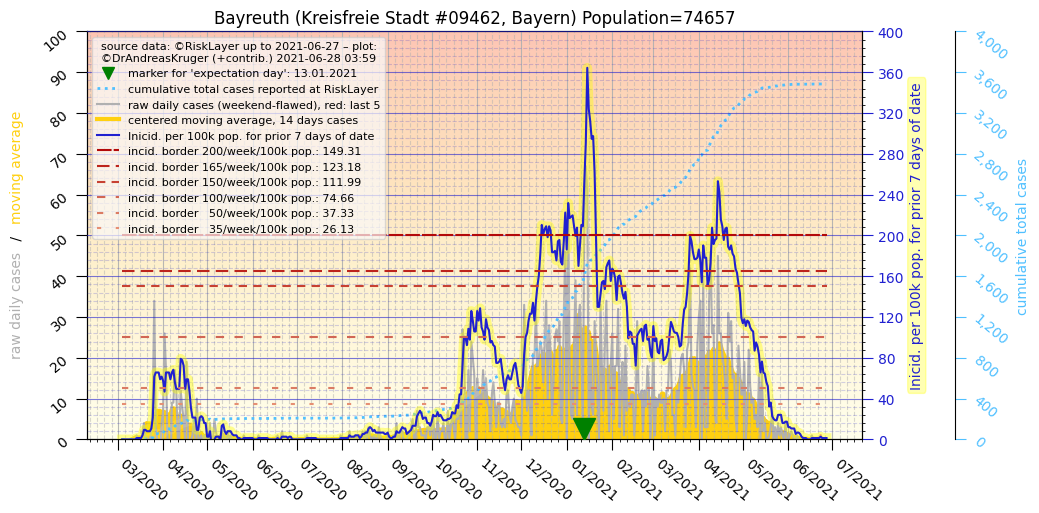 Bayreuth (Kreisfreie Stadt #09462, Bayern) Population=74657
source data: ©RiskLayer up to 2021-06-27 – plot:
©DrAndreasKruger (+contrib.) 2021-06-28 03:59
marker for 'expectation day': 13.01.2021
cumulative total cases reported at RiskLayer
raw daily cases (weekend-flawed), red: last 5
centered moving average, 14 days cases
Inicid. per 100k pop. for prior 7 days of date
incid. border 200/week/100k pop.: 149.31
incid. border 165/week/100k pop.: 123.18
incid. border 150/week/100k pop.: 111.99
incid. border 100/week/100k pop.: 74.66
incid. border 50/week/100k pop.: 37.33
incid. border 35/week/100k pop.: 26.13
raw daily cases / moving average
100
90
80
70
60
50
40
30
20
10
0
03/2020
04/2020
05/2020
06/2020
07/2020
08/2020
09/2020
10/2020
11/2020
12/2020
01/2021
02/2021
03/2021
04/2021
05/2021
06/2021
07/2021
400
360
320
280
240
200
160
120
80
40
0
Inicid. per 100k pop. for prior 7 days of date
4,000
3,600
3,200
2,800
2,400
2,000
1,600
1,200
800
400
0
cumulative total cases